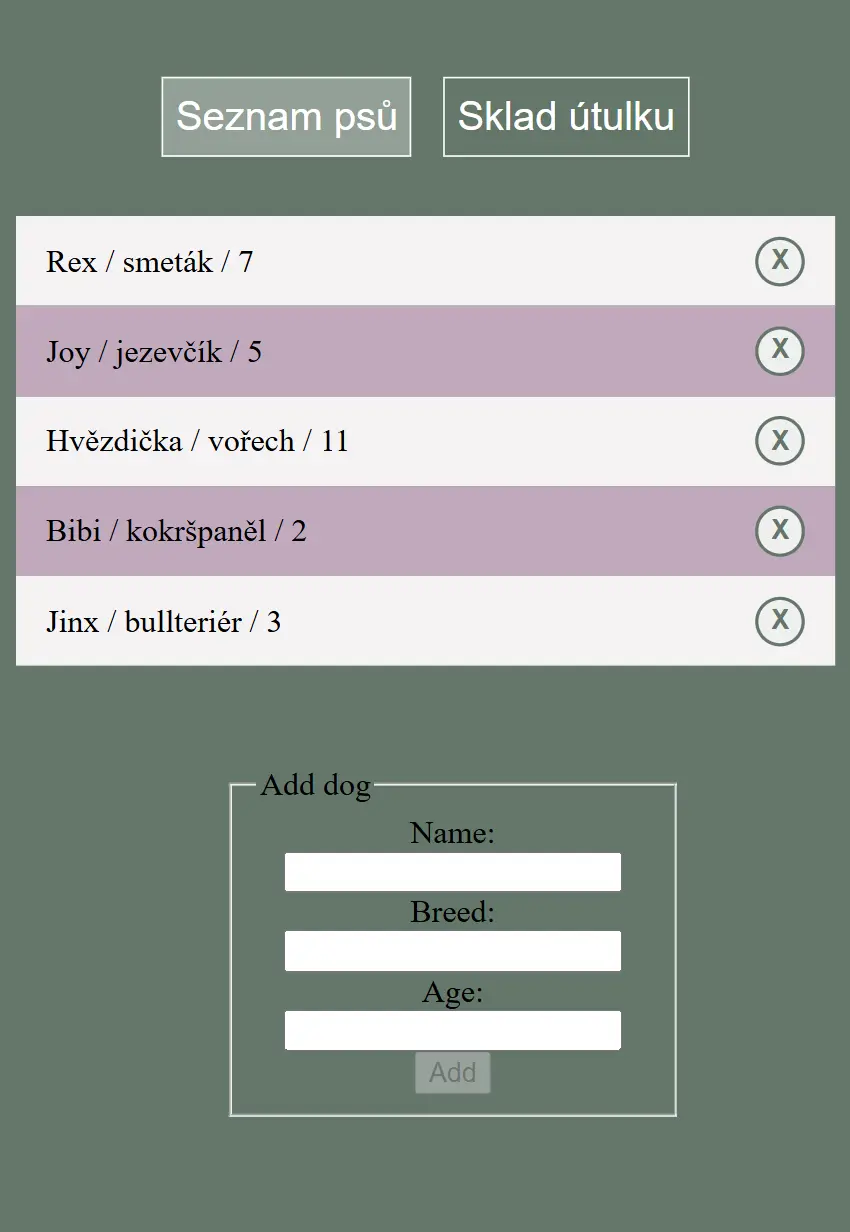 Seznam psů Sklad útulku
Rex / smeták / 7 X
Joy / jezevčík / 5 X
Hvězdička / vořech / 11 X
Bibi / kokršpaněl / 2 X
Jinx / bullteriér / 3 X
Add dog
Name:
Breed:
Age:
Add